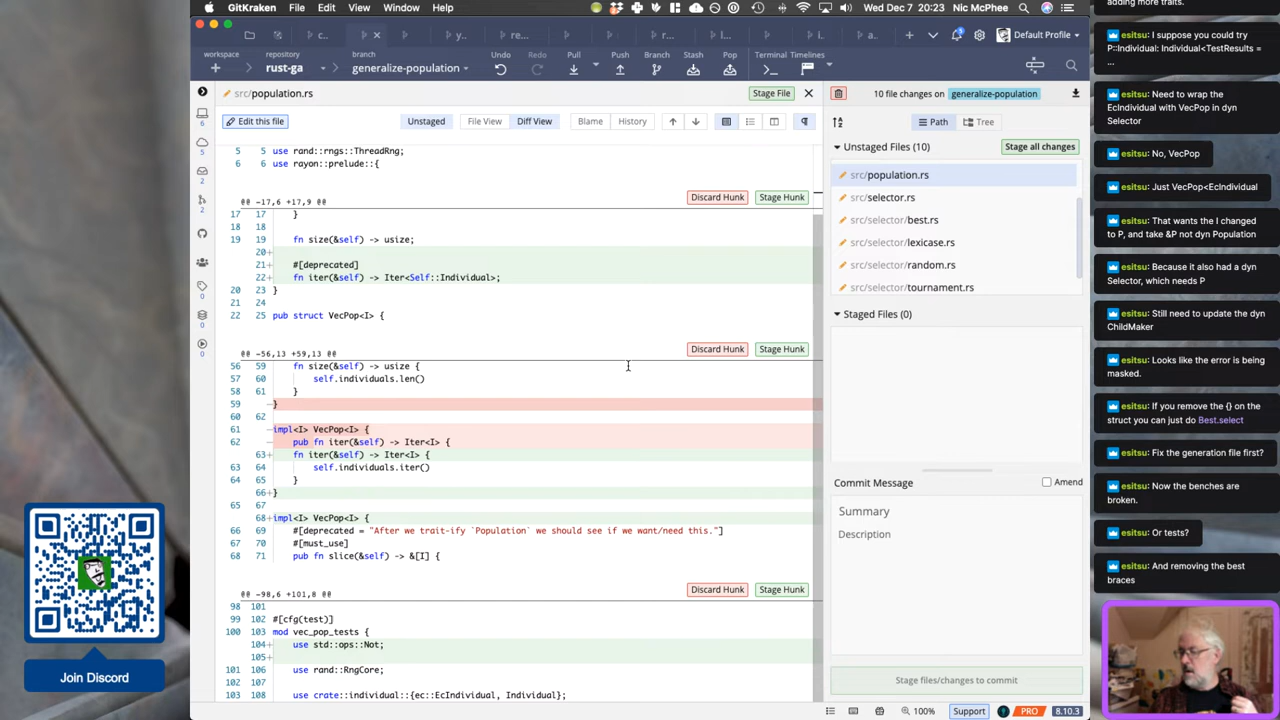 GitKraken File Edit View Window Help
Wed Dec 7 20:23 Nic McPhee
Default Profile
workspace
repository
rust-ga
branch
generalize-population
Undo
Redo
Pull
Push
Branch
Stash
Pop
Terminal
Timelines
src/population.rs
Stage File
Edit this file
Unstaged
File View
Diff View
Blame
History
5 5 use rand::rngs::ThreadRng;
6 6 use rayon::prelude::{
@@ -17,6 +17,9 @@
Discard Hunk
Stage Hunk
17 17 }
18 18
19 19 fn size(&self) -> usize;
20+
21+ #[deprecated]
22+ fn iter(&self) -> Iter<Self::Individual>;
20 23 }
21 24
22 25 pub struct VecPop<I> {
@@ -56,13 +59,13 @@
Discard Hunk
Stage Hunk
56 59 fn size(&self) -> usize {
57 60 self.individuals.len()
58 61 }
59 –}
60 62
61 –impl<I> VecPop<I> {
62 – pub fn iter(&self) -> Iter<I> {
63+ fn iter(&self) -> Iter<I> {
63 64 self.individuals.iter()
64 65 }
66+}
65 67
68+impl<I> VecPop<I> {
66 69 #[deprecated = "After we trait-ify `Population` we should see if we want/need this."]
67 70 #[must_use]
68 71 pub fn slice(&self) -> &[I] {
@@ -98,6 +101,8 @@
Discard Hunk
Stage Hunk
98 101
99 102 #[cfg(test)]
100 103 mod vec_pop_tests {
104+ use std::ops::Not;
105+
101 106 use rand::RngCore;
102 107
103 108 use crate::individual::{ec::EcIndividual, Individual};
10 file changes on generalize-population
Path
Tree
Unstaged Files (10)
Stage all changes
src/population.rs
src/selector.rs
src/selector/best.rs
src/selector/lexicase.rs
src/selector/random.rs
src/selector/tournament.rs
Staged Files (0)
Commit Message
Amend
Summary
Description
Stage files/changes to commit
100%
Support
PRO
8.10.3
adding more traits.
esitsu: I suppose you could try
P::Individual: Individual<TestResults =
...
esitsu: Need to wrap the
EcIndividual with VecPop in dyn
Selector
esitsu: No, VecPop
esitsu: Just VecPop<EcIndividual
esitsu: That wants the I changed
to P, and take &P not dyn Population
esitsu: Because it also had a dyn
Selector, which needs P
esitsu: Still need to update the dyn
ChildMaker
esitsu: Looks like the error is being
masked.
esitsu: If you remove the {} on the
struct you can just do Best.select
esitsu: Fix the generation file first?
esitsu: Now the benches are
broken.
esitsu: Or tests?
esitsu: And removing the best
braces
Join Discord